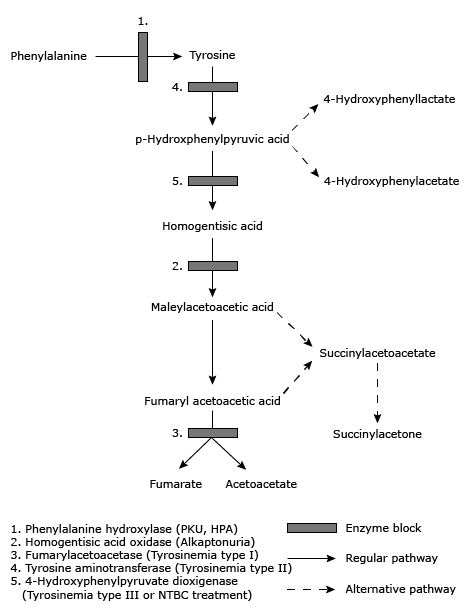 1.
Phenylalanine
Tyrosine
4.
4-Hydroxyphenyllactate
p-Hydroxphenylpyruvic acid
4-Hydroxyphenylacetate
5.
Homogentisic acid
2.
Maleylacetoacetic acid
Succinylacetoacetate
Fumaryl acetoacetic acid
3.
Succinylacetone
Fumarate
Acetoacetate
1. Phenylalanine hydroxylase (PKU, HPA)
2. Homogentisic acid oxidase (Alkaptonuria)
3. Fumarylacetoacetase (Tyrosinemia type I)
4. Tyrosine aminotransferase (Tyrosinemia type II)
5. 4-Hydroxyphenylpyruvate dioxigenase
(Tyrosinemia type III or NTBC treatment)
Enzyme block
Regular pathway
Alternative pathway